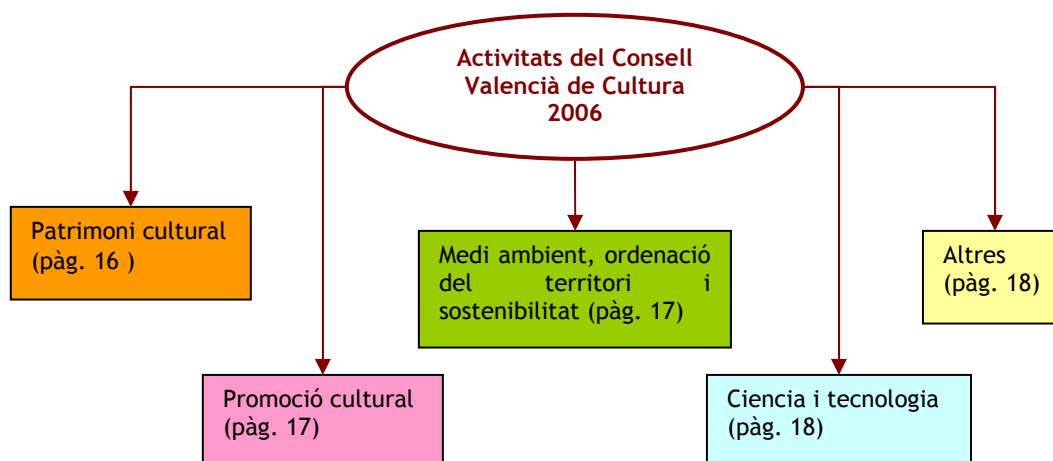 Activitats del Consell
Valencià de Cultura
2006
Patrimoni cultural
(pàg. 16 )
Medi ambient, ordenació
del territori i
sostenibilitat (pàg. 17)
Altres
(pàg. 18)
Promoció cultural
(pàg. 17)
Ciencia i tecnologia
(pàg. 18)